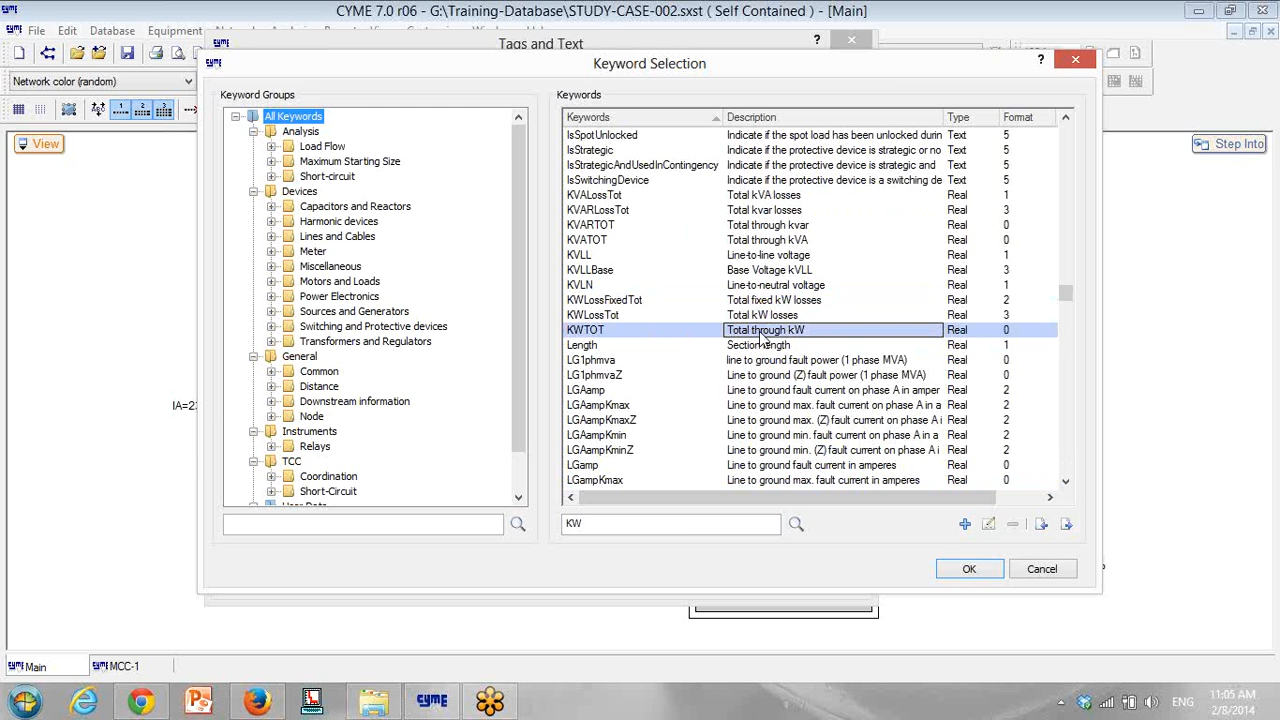 CYME 7.0 r06 - G:\Training-Database\STUDY-CASE-002.sxst ( Self Contained ) - [Main]
File Edit Database Equipment
Tags and Text
?
CYME
Keyword Selection
?
Network color (random)
Keyword Groups
Keywords
View
Step Into
All Keywords
Analysis
Load Flow
Maximum Starting Size
Short-circuit
Devices
Capacitors and Reactors
Harmonic devices
Lines and Cables
Meter
Miscellaneous
Motors and Loads
Power Electronics
Sources and Generators
Switching and Protective devices
Transformers and Regulators
General
Common
Distance
Downstream information
Node
Instruments
Relays
TCC
Coordination
Short-Circuit
Keywords Description Type Format
IsSpotUnlocked Indicate if the spot load has been unlocked durin Text 5
IsStrategic Indicate if the protective device is strategic or no Text 5
IsStrategicAndUsedInContingency Indicate if the protective device is strategic and Text 5
IsSwitchingDevice Indicate if the protective device is a switching de Text 5
KVALossTot Total kVA losses Real 1
KVARLossTot Total kvar losses Real 3
KVARTOT Total through kvar Real 0
KVATOT Total through kVA Real 0
KVLL Line-to-line voltage Real 1
KVLLBase Base Voltage kVLL Real 3
KVLN Line-to-neutral voltage Real 1
KWLossFixedTot Total fixed kW losses Real 2
KWLossTot Total kW losses Real 3
KWTOT Total through kW Real 0
Length Section length Real 1
LG1phmva line to ground fault power (1 phase MVA) Real 0
LG1phmvaZ Line to ground (Z) fault power (1 phase MVA) Real 0
LGAamp Line to ground fault current on phase A in amper Real 2
LGAampKmax Line to ground max. fault current on phase A in a Real 2
LGAampKmaxZ Line to ground max. (Z) fault current on phase A i Real 2
LGAampKmin Line to ground min. fault current on phase A in a Real 2
LGAampKminZ Line to ground min. (Z) fault current on phase A i Real 2
LGamp Line to ground fault current in amperes Real 0
LGampKmax Line to ground max. fault current in amperes Real 0
KW
OK Cancel
Main
MCC-1
CYME
ENG
11:05 AM
2/8/2014